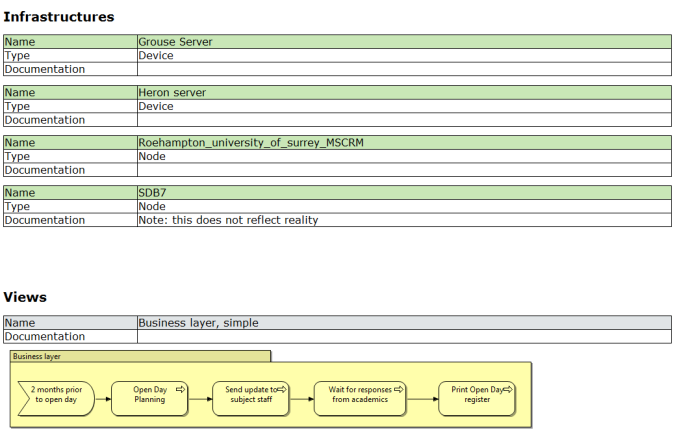 Infrastructures
Name Grouse Server
Type Device
Documentation
Name Heron server
Type Device
Documentation
Name Roehampton_university_of_surrey_MSCRM
Type Node
Documentation
Name SDB7
Type Node
Documentation Note: this does not reflect reality
Views
Name Business layer, simple
Documentation
Business layer
2 months prior
to open day
Open Day
Planning
Send update to
subject staff
Wait for responses
from academics
Print Open Day
register